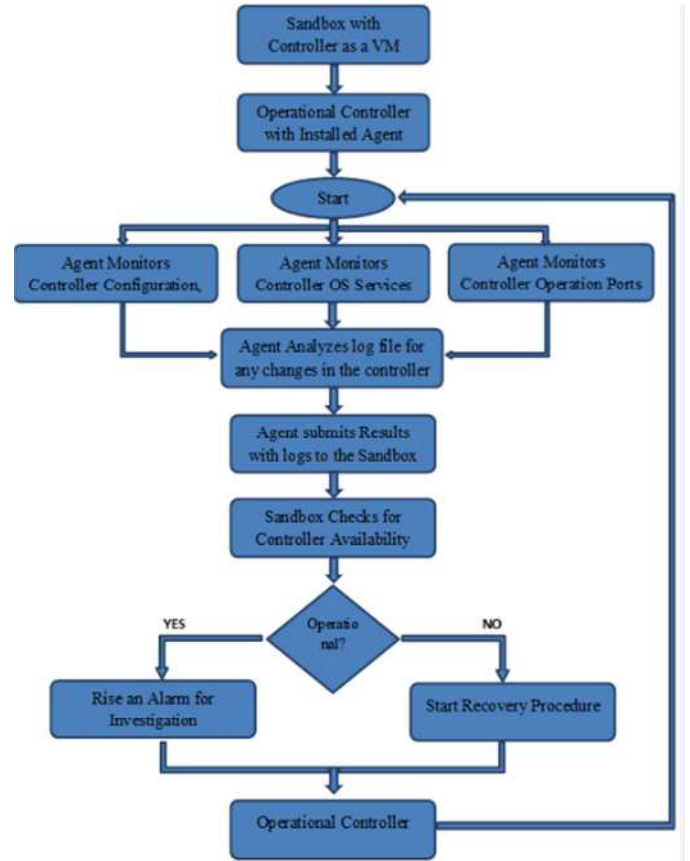 Sandbox with
Controller as a VM
Operational Controller
with Installed Agent
Start
Agent Monitors
Controller Configuration,
Agent Monitors
Controller OS Services
Agent Monitors
Controller Operation Ports
Agent Analyzes log file for
any changes in the controller
Agent submits Results
with logs to the Sandbox
Sandbox Checks for
Controller Availability
Operatio
nal?
YES
NO
Rise an Alarm for
Investigation
Start Recovery Procedure
Operational Controller